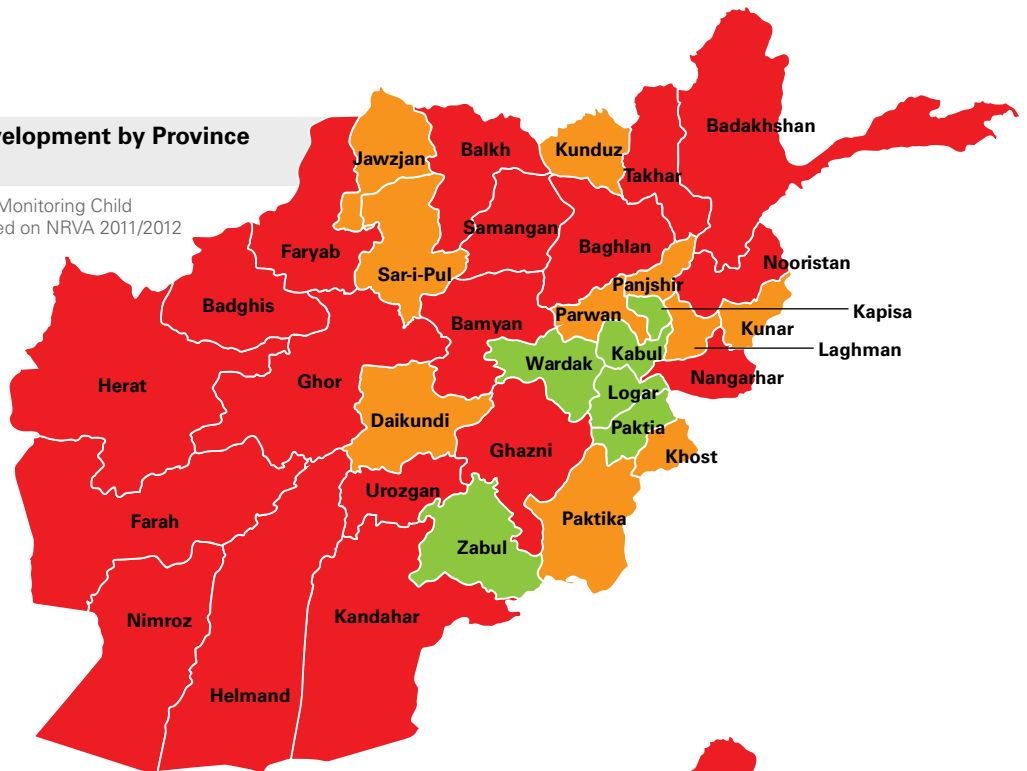 velopment by Province
Monitoring Child
ed on NRVA 2011/2012
Badakhshan
Jawzjan
Balkh
Kunduz
Takhar
Samangan
Faryab
Baghlan
Nooristan
Sar-i-Pul
Panjshir
Badghis
Kapisa
Parwan
Bamyan
Kunar
Laghman
Kabul
Wardak
Nangarhar
Herat
Ghor
Logar
Daikundi
Paktia
Ghazni
Khost
Urozgan
Paktika
Farah
Zabul
Nimroz
Kandahar
Helmand